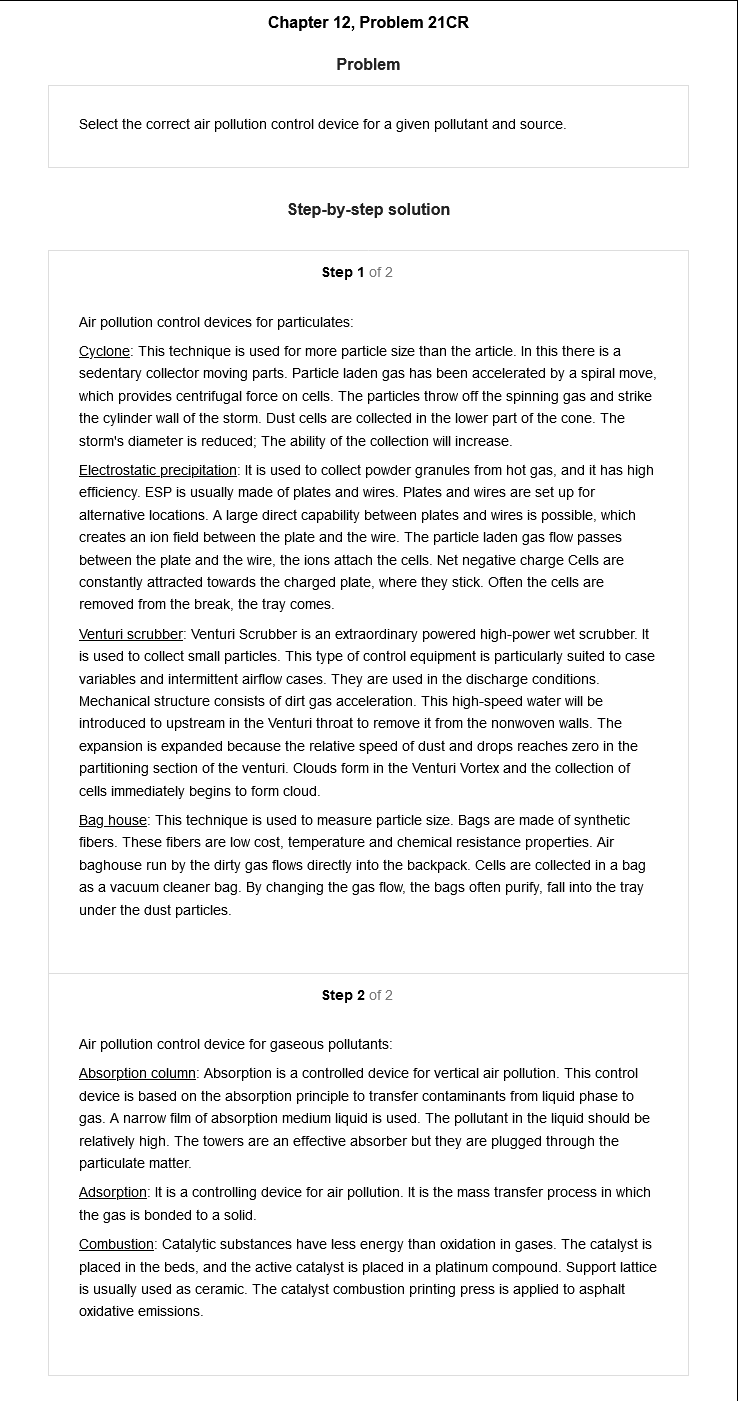 Chapter 12, Problem 21CR
Problem
Select the correct air pollution control device for a given pollutant and source.
Step-by-step solution
Step 1 of 2
Air pollution control devices for particulates:
Cyclone: This technique is used for more particle size than the article. In this there is a
sedentary collector moving parts. Particle laden gas has been accelerated by a spiral move,
which provides centrifugal force on cells. The particles throw off the spinning gas and strike
the cylinder wall of the storm. Dust cells are collected in the lower part of the cone. The
storm's diameter is reduced; The ability of the collection will increase.
Electrostatic precipitation: It is used to collect powder granules from hot gas, and it has high
efficiency. ESP is usually made of plates and wires. Plates and wires are set up for
alternative locations. A large direct capability between plates and wires is possible, which
creates an ion field between the plate and the wire. The particle laden gas flow passes
between the plate and the wire, the ions attach the cells. Net negative charge Cells are
constantly attracted towards the charged plate, where they stick. Often the cells are
removed from the break, the tray comes.
Venturi scrubber: Venturi Scrubber is an extraordinary powered high-power wet scrubber. It
is used to collect small particles. This type of control equipment is particularly suited to case
variables and intermittent airflow cases. They are used in the discharge conditions.
Mechanical structure consists of dirt gas acceleration. This high-speed water will be
introduced to upstream in the Venturi throat to remove it from the nonwoven walls. The
expansion is expanded because the relative speed of dust and drops reaches zero in the
partitioning section of the venturi. Clouds form in the Venturi Vortex and the collection of
cells immediately begins to form cloud.
Bag house: This technique is used to measure particle size. Bags are made of synthetic
fibers. These fibers are low cost, temperature and chemical resistance properties. Air
baghouse run by the dirty gas flows directly into the backpack. Cells are collected in a bag
as a vacuum cleaner bag. By changing the gas flow, the bags often purify, fall into the tray
under the dust particles.
Step 2 of 2
Air pollution control device for gaseous pollutants:
Absorption column: Absorption is a controlled device for vertical air pollution. This control
device is based on the absorption principle to transfer contaminants from liquid phase to
gas. A narrow film of absorption medium liquid is used. The pollutant in the liquid should be
relatively high. The towers are an effective absorber but they are plugged through the
particulate matter.
Adsorption: It is a controlling device for air pollution. It is the mass transfer process in which
the gas is bonded to a solid.
Combustion: Catalytic substances have less energy than oxidation in gases. The catalyst is
placed in the beds, and the active catalyst is placed in a platinum compound. Support lattice
is usually used as ceramic. The catalyst combustion printing press is applied to asphalt
oxidative emissions.